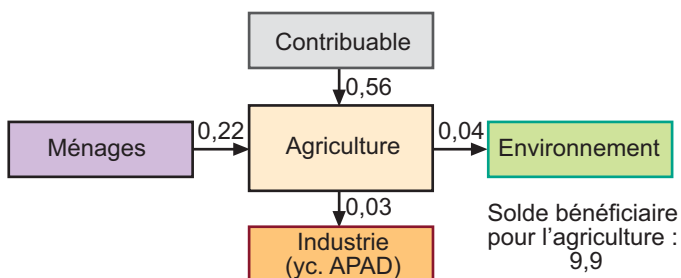 Contribuable
0,56
Ménages
0,22
Agriculture
0,04
Environnement
0,03
Industrie
(yc. APAD)
Solde bénéficiaire
pour l’agriculture :
9,9